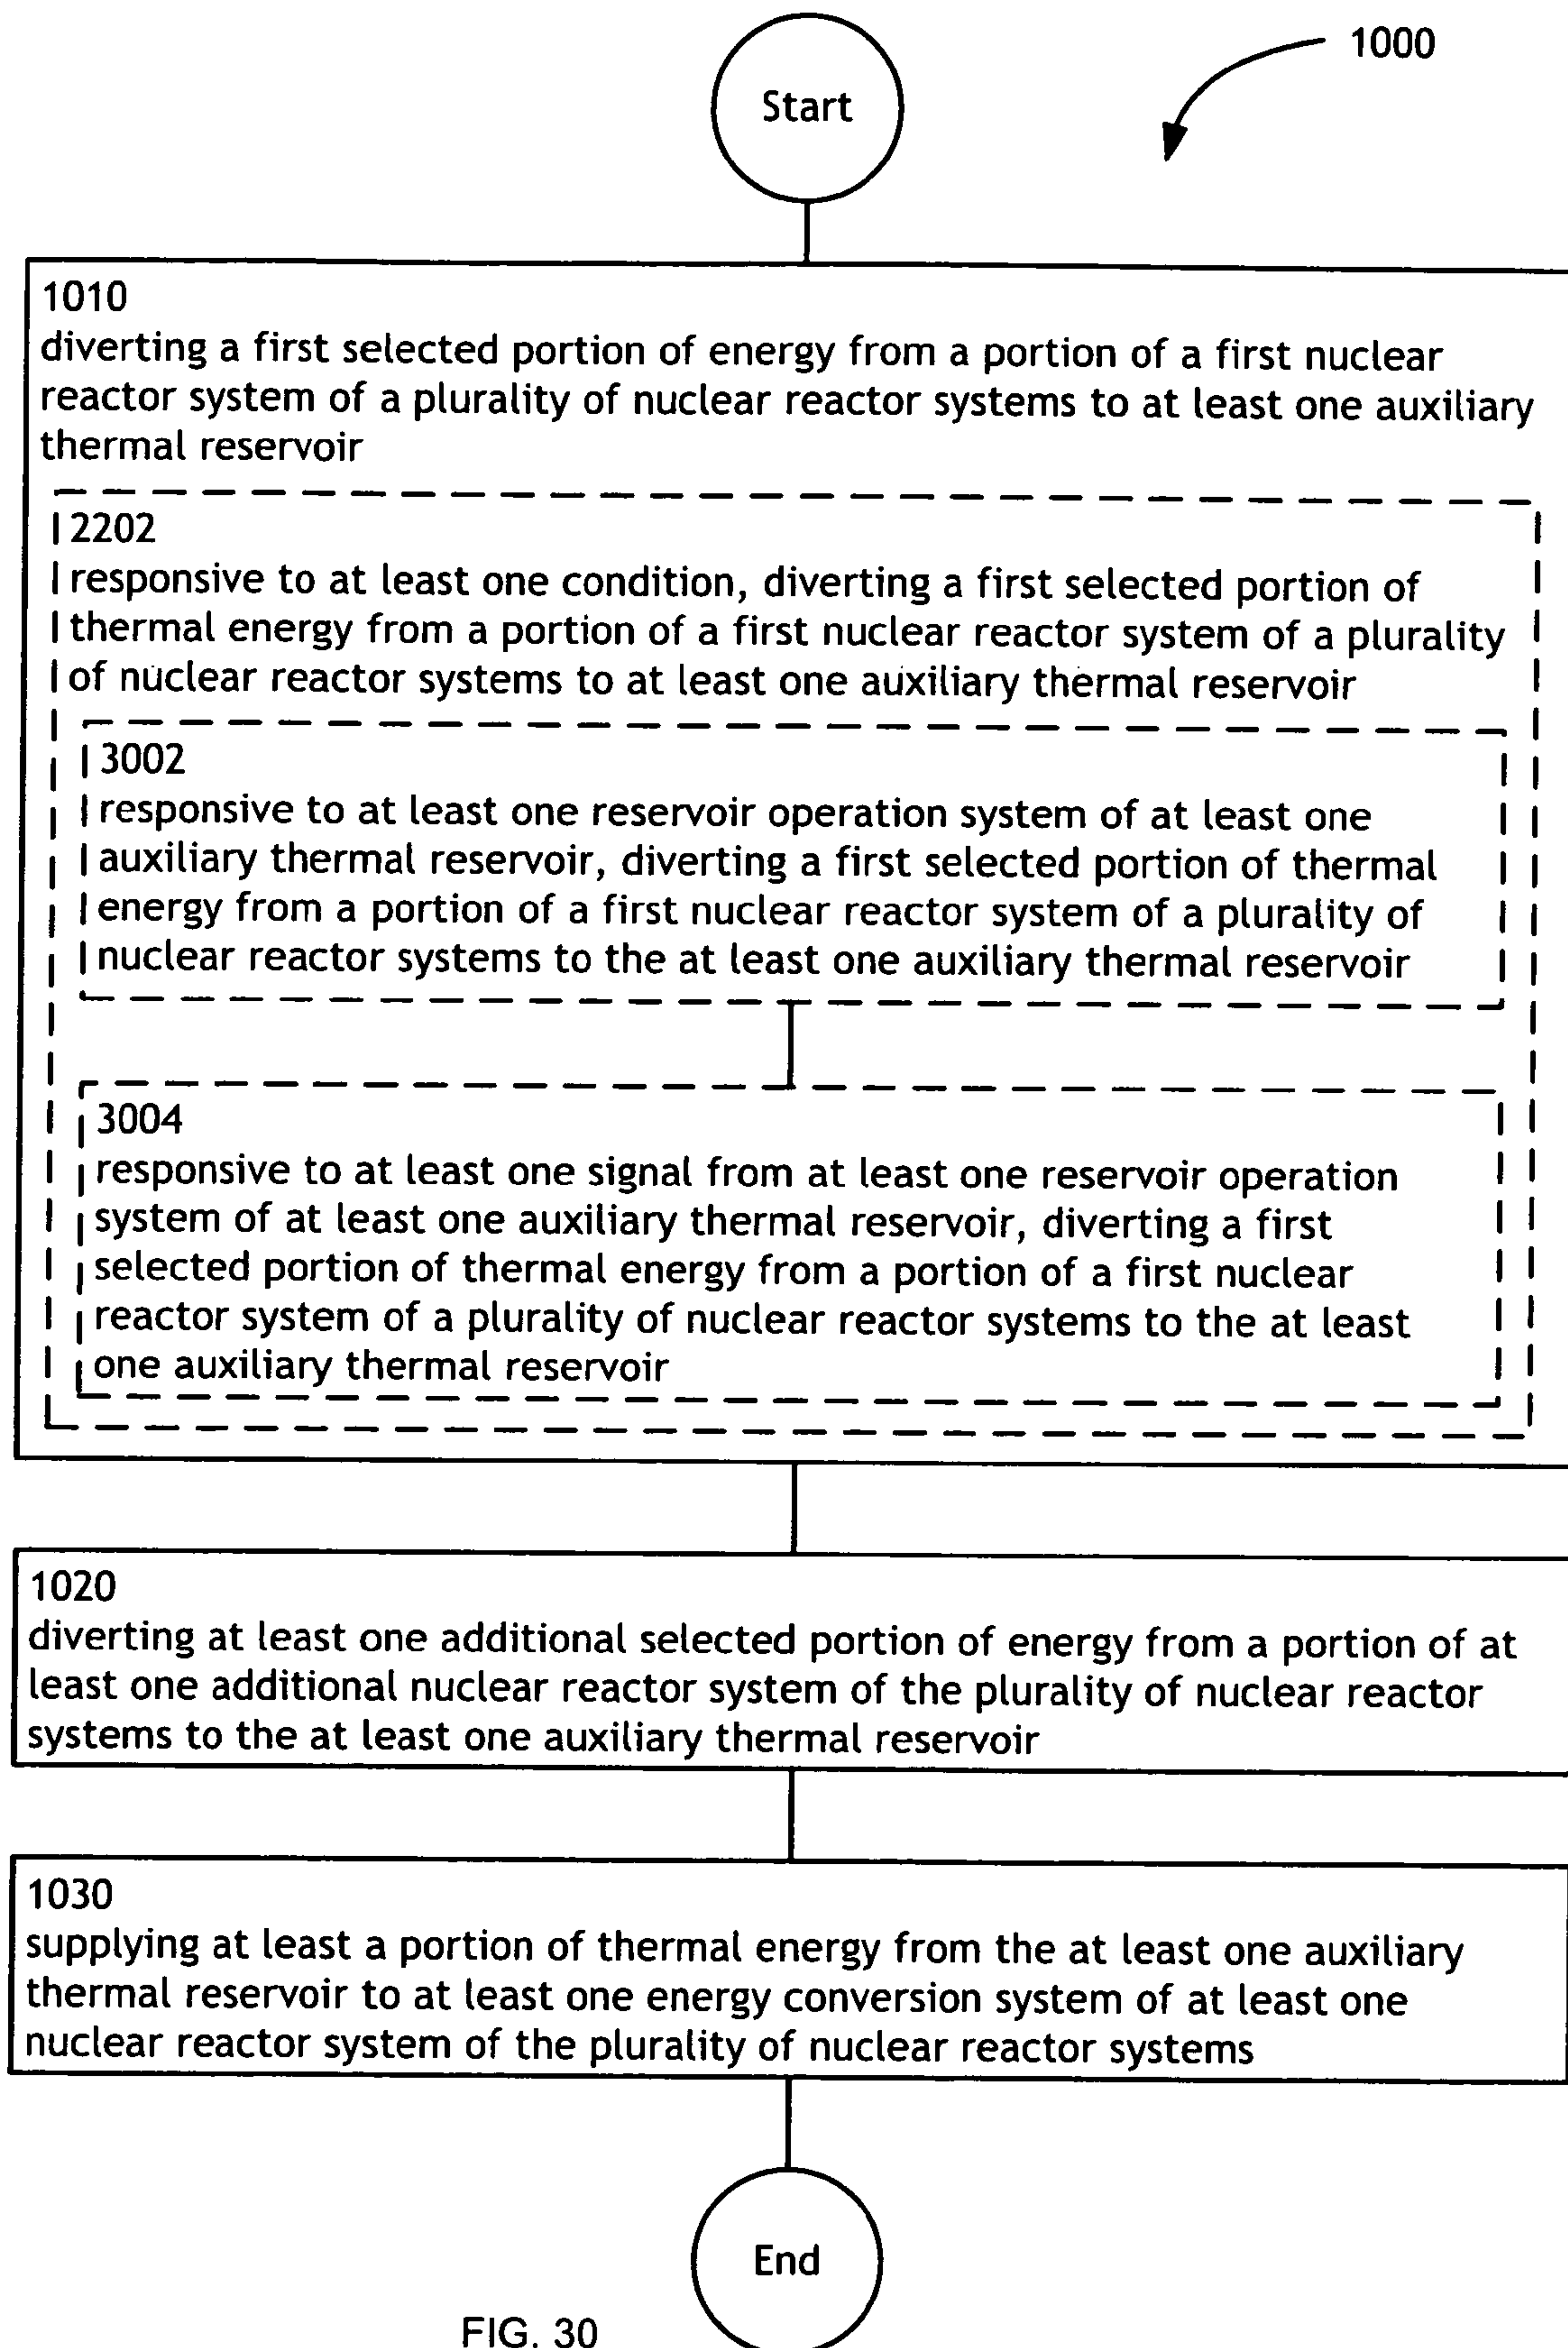 Start
1000
1010
diverting a first selected portion of energy from a portion of a first nuclear
reactor system of a plurality of nuclear reactor systems to at least one auxiliary
thermal reservoir
2202
responsive to at least one condition, diverting a first selected portion of
thermal energy from a portion of a first nuclear reactor system of a plurality
of nuclear reactor systems to at least one auxiliary thermal reservoir
3002
responsive to at least one reservoir operation system of at least one
auxiliary thermal reservoir, diverting a first selected portion of thermal
energy from a portion of a first nuclear reactor system of a plurality of
nuclear reactor systems to the at least one auxiliary thermal reservoir
3004
responsive to at least one signal from at least one reservoir operation
system of at least one auxiliary thermal reservoir, diverting a first
selected portion of thermal energy from a portion of a first nuclear
reactor system of a plurality of nuclear reactor systems to the at least
one auxiliary thermal reservoir
1020
diverting at least one additional selected portion of energy from a portion of at
least one additional nuclear reactor system of the plurality of nuclear reactor
systems to the at least one auxiliary thermal reservoir
1030
supplying at least a portion of thermal energy from the at least one auxiliary
thermal reservoir to at least one energy conversion system of at least one
nuclear reactor system of the plurality of nuclear reactor systems
End
FIG. 30